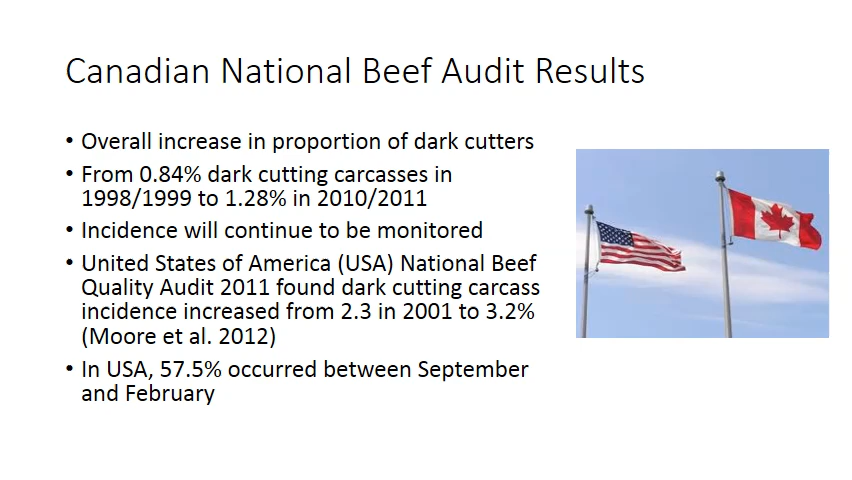 Canadian National Beef Audit Results
• Overall increase in proportion of dark cutters
• From 0.84% dark cutting carcasses in
1998/1999 to 1.28% in 2010/2011
• Incidence will continue to be monitored
• United States of America (USA) National Beef
Quality Audit 2011 found dark cutting carcass
incidence increased from 2.3 in 2001 to 3.2%
(Moore et al. 2012)
• In USA, 57.5% occurred between September
and February